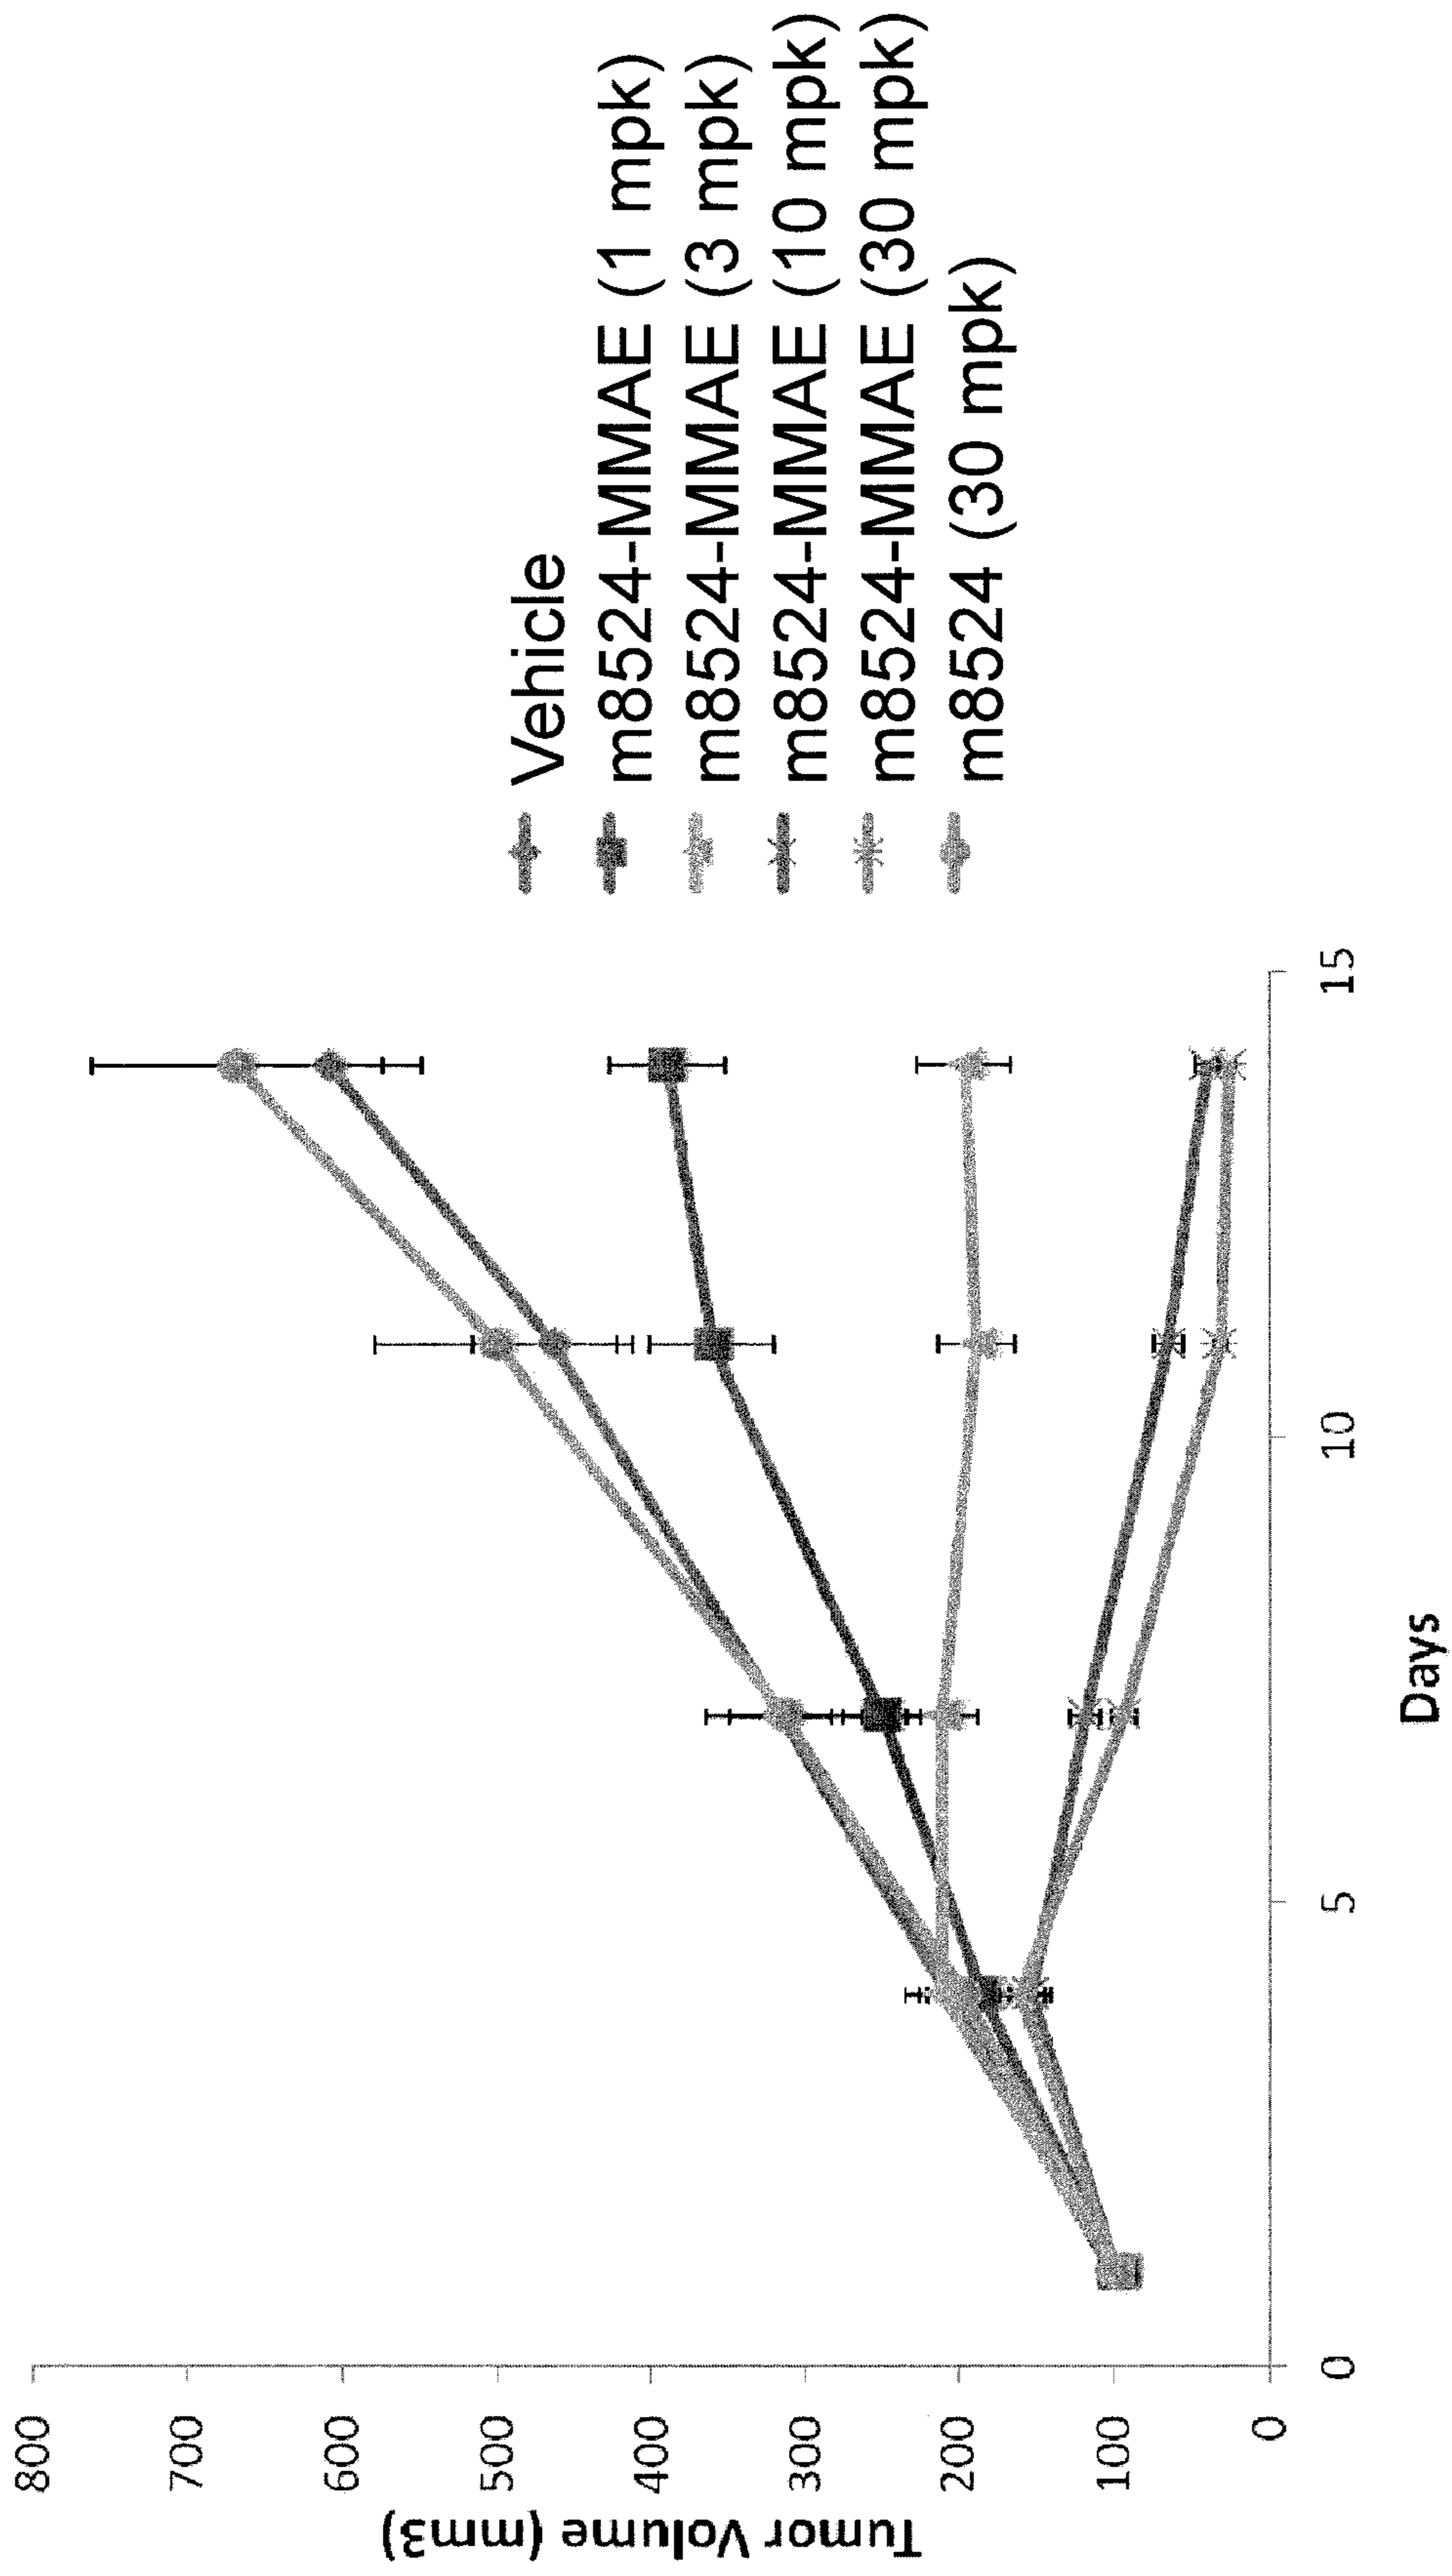 Tumor Volume (mm3)
800
700
600
500
400
300
200
100
0
0
5
10
15
Days
Vehicle
m8524-MMAE (1 mpk)
m8524-MMAE (3 mpk)
m8524-MMAE (10 mpk)
m8524-MMAE (30 mpk)
m8524 (30 mpk)